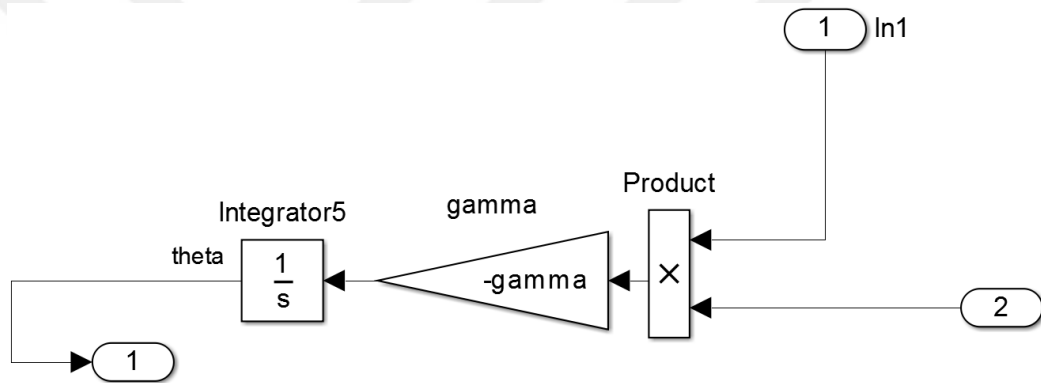 1 In1
Product
gamma
Integrator5
theta
1
s
-gamma
×
2
1